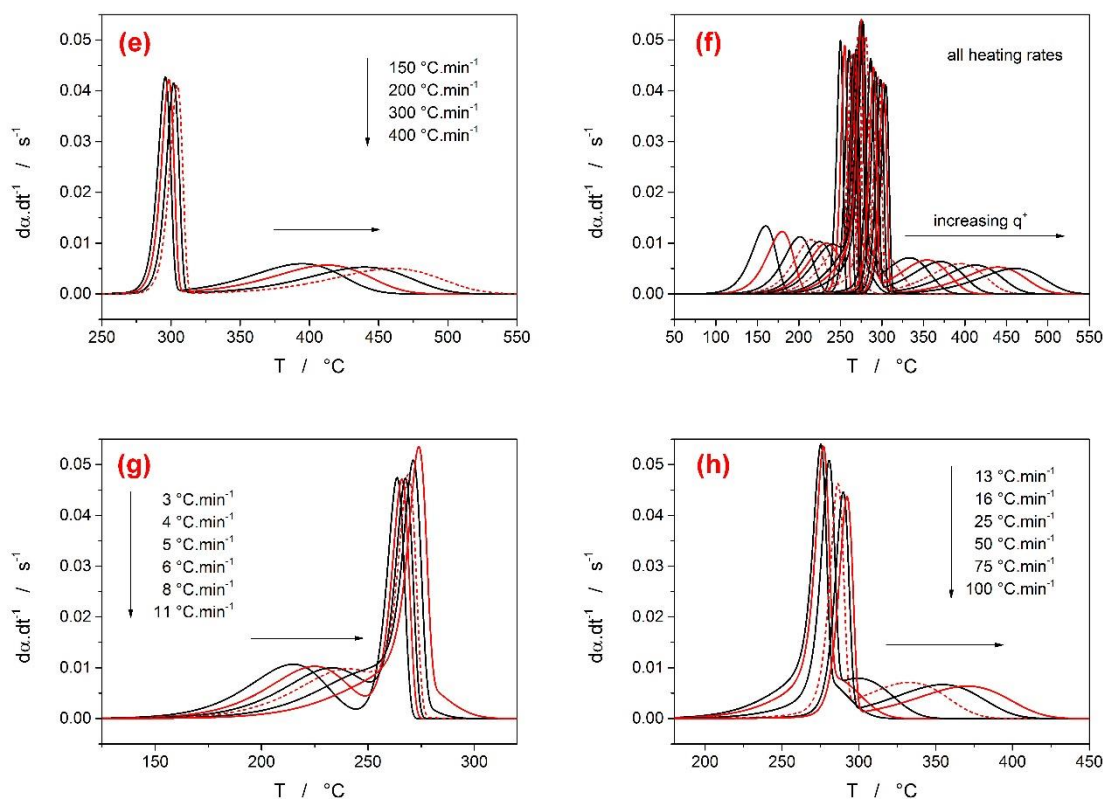 (e)
150 °C.min⁻¹
200 °C.min⁻¹
300 °C.min⁻¹
400 °C.min⁻¹
0.05
0.04
0.03
0.02
0.01
0.00
dα.dt⁻¹ / s⁻¹
250 300 350 400 450 500 550
T / °C
(f)
all heating rates
increasing q⁺
0.05
0.04
0.03
0.02
0.01
0.00
dα.dt⁻¹ / s⁻¹
50 100 150 200 250 300 350 400 450 500 550
T / °C
(g)
3 °C.min⁻¹
4 °C.min⁻¹
5 °C.min⁻¹
6 °C.min⁻¹
8 °C.min⁻¹
11 °C.min⁻¹
0.05
0.04
0.03
0.02
0.01
0.00
dα.dt⁻¹ / s⁻¹
150 200 250 300
T / °C
(h)
13 °C.min⁻¹
16 °C.min⁻¹
25 °C.min⁻¹
50 °C.min⁻¹
75 °C.min⁻¹
100 °C.min⁻¹
0.05
0.04
0.03
0.02
0.01
0.00
dα.dt⁻¹ / s⁻¹
200 250 300 350 400 450
T / °C